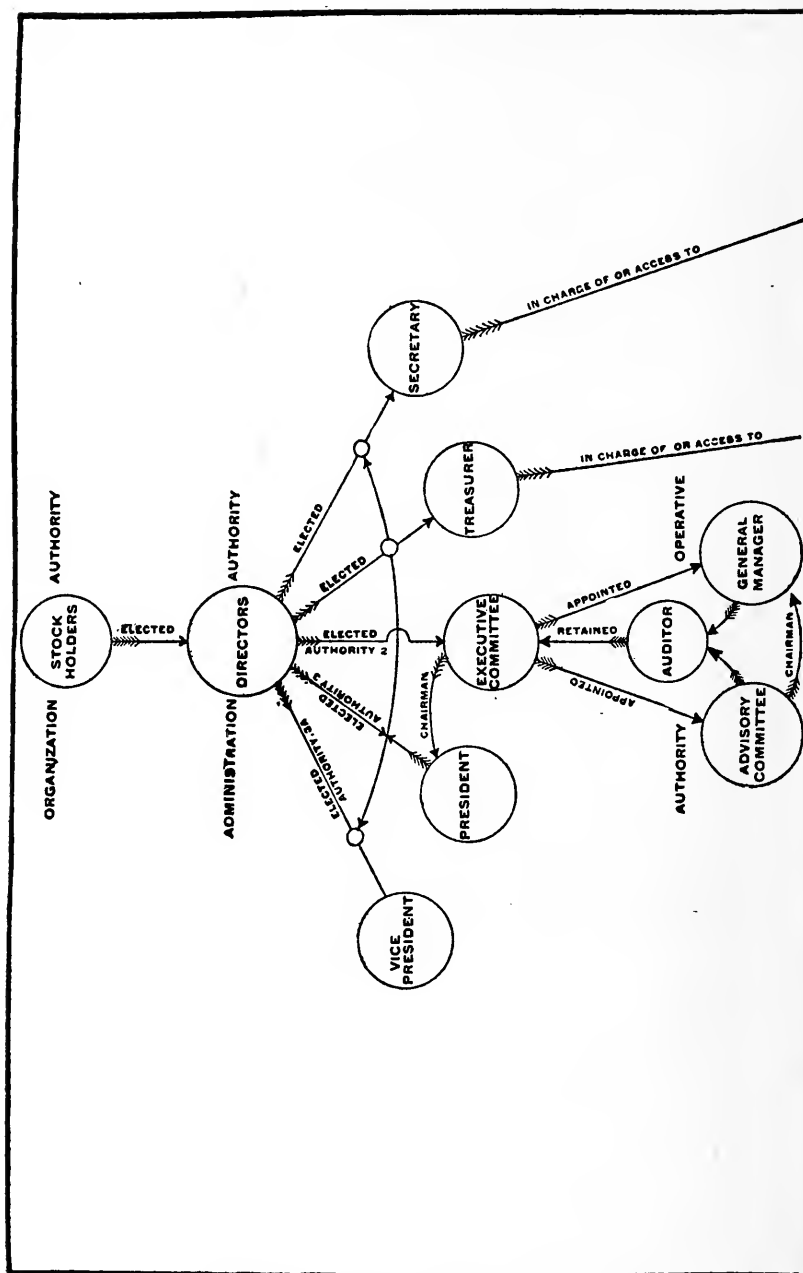 ORGANIZATION
AUTHORITY
STOCK
HOLDERS
ELECTED
ADMINISTRATION
AUTHORITY
DIRECTORS
ELECTED
AUTHORITY 3A
ELECTED
AUTHORITY 3
ELECTED
AUTHORITY 2
ELECTED
ELECTED
VICE
PRESIDENT
PRESIDENT
CHAIRMAN
EXECUTIVE
COMMITTEE
TREASURER
SECRETARY
IN CHARGE OF OR ACCESS TO
IN CHARGE OF OR ACCESS TO
APPOINTED
RETAINED
APPOINTED
AUTHORITY
OPERATIVE
AUDITOR
ADVISORY
COMMITTEE
GENERAL
MANAGER
CHAIRMAN